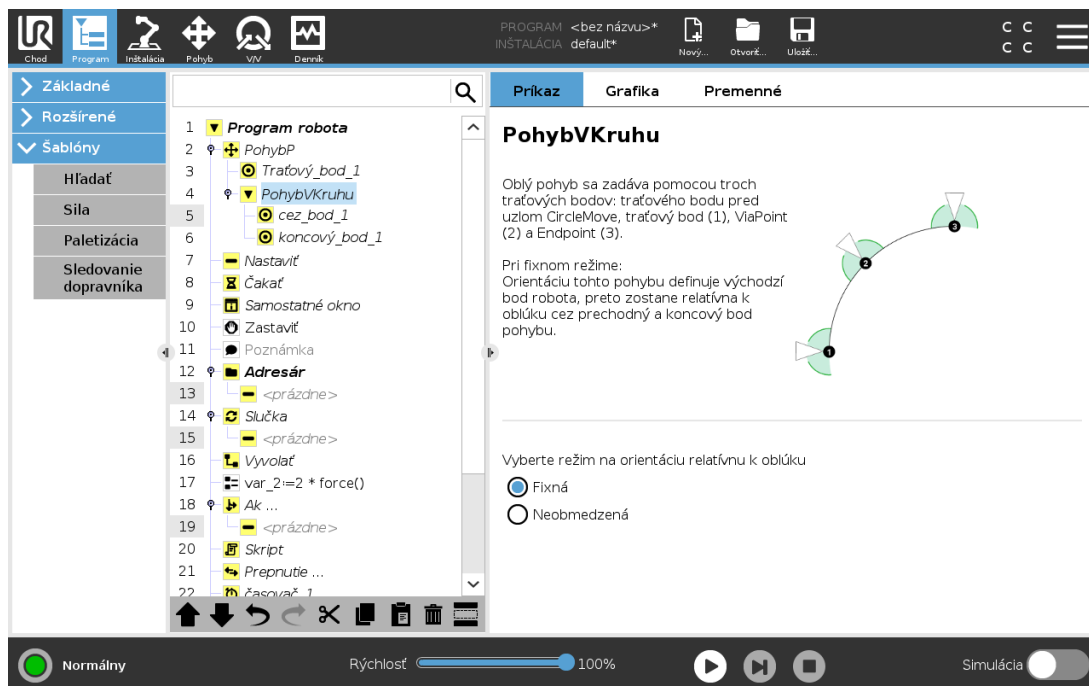 PROGRAM <bez názvu>*
INŠTALÁCIA default*
Chod
Program
Inštalácia
Pohyb
V/V
Denník
Nový...
Otvoriť...
Uložiť...
C C
C C
Základné
Rozšírené
Šablóny
Hľadať
Sila
Paletizácia
Sledovanie
dopravníka
1 Program robota
2 PohybP
3 Traťový_bod_1
4 PohybVKruhu
5 cez_bod_1
6 koncový_bod_1
7 Nastaviť
8 Čakať
9 Samostatné okno
10 Zastaviť
11 Poznámka
12 Adresár
13 <prázdne>
14 Slučka
15 <prázdne>
16 Vyvolať
17 var_2:=2 * force()
18 Ak ...
19 <prázdne>
20 Skript
21 Prepnutie ...
22 časovač_1
Príkaz Grafika Premenné
PohybVKruhu
Oblý pohyb sa zadáva pomocou troch
traťových bodov: traťového bodu pred
uzlom CircleMove, traťový bod (1), ViaPoint
(2) a Endpoint (3).
Pri fixnom režime:
Orientáciu tohto pohybu definuje východzí
bod robota, preto zostane relatívna k
oblúku cez prechodný a koncový bod
pohybu.
1
2
3
Vyberte režim na orientáciu relatívnu k oblúku
Fixná
Neobmedzená
Normálny
Rýchlosť 100%
Simulácia